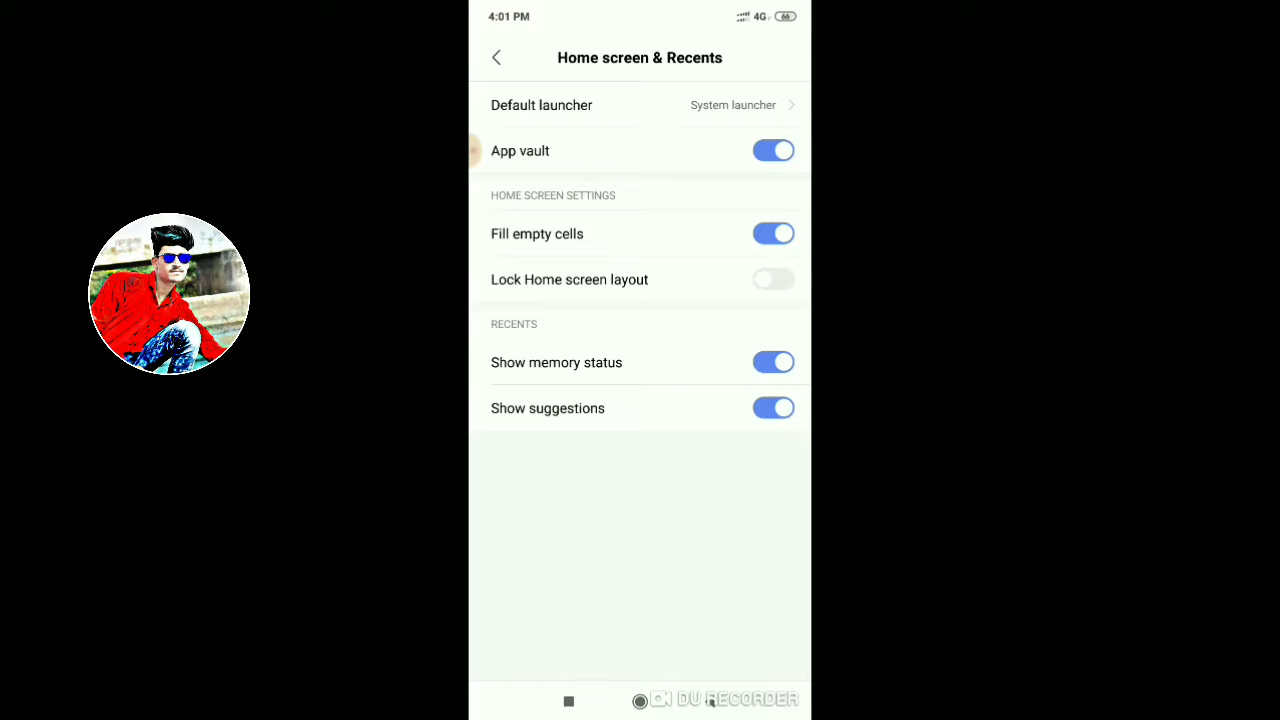 4:01 PM
4G 66
Home screen & Recents
Default launcher System launcher
App vault
HOME SCREEN SETTINGS
Fill empty cells
Lock Home screen layout
RECENTS
Show memory status
Show suggestions
DU RECORDER